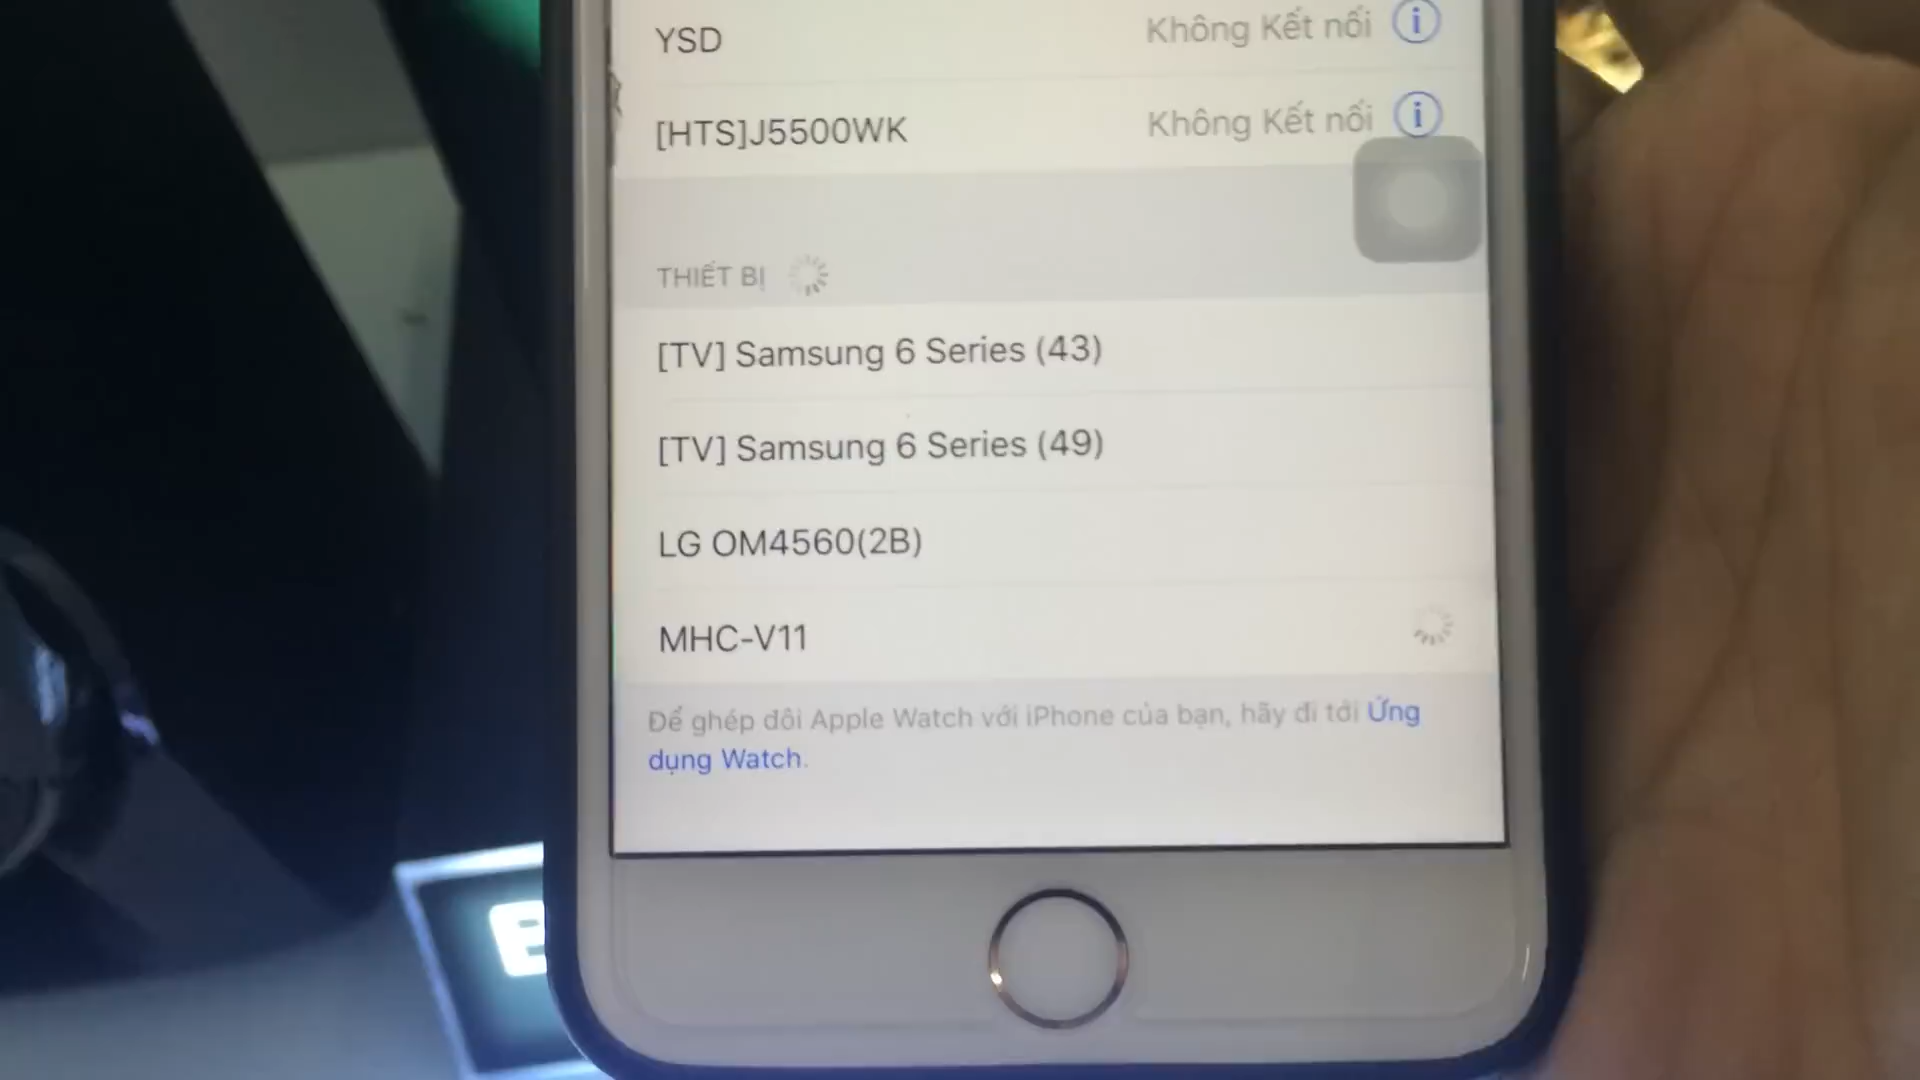 YSD Không Kết nối i
[HTS]J5500WK Không Kết nối i
THIẾT BỊ
[TV] Samsung 6 Series (43)
[TV] Samsung 6 Series (49)
LG OM4560(2B)
MHC-V11
Để ghép đôi Apple Watch với iPhone của bạn, hãy đi tới Ứng
dụng Watch.